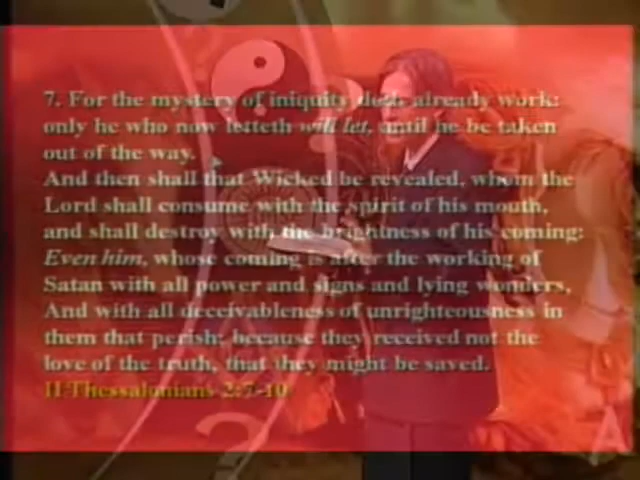 7. For the mystery of iniquity doth already work:
only he who now letteth will let, until he be taken
out of the way.
And then shall that Wicked be revealed, whom the
Lord shall consume with the spirit of his mouth,
and shall destroy with the brightness of his coming:
Even him, whose coming is after the working of
Satan with all power and signs and lying wonders,
And with all deceivableness of unrighteousness in
them that perish; because they received not the
love of the truth, that they might be saved.
II Thessalonians 2:7-10
?
A